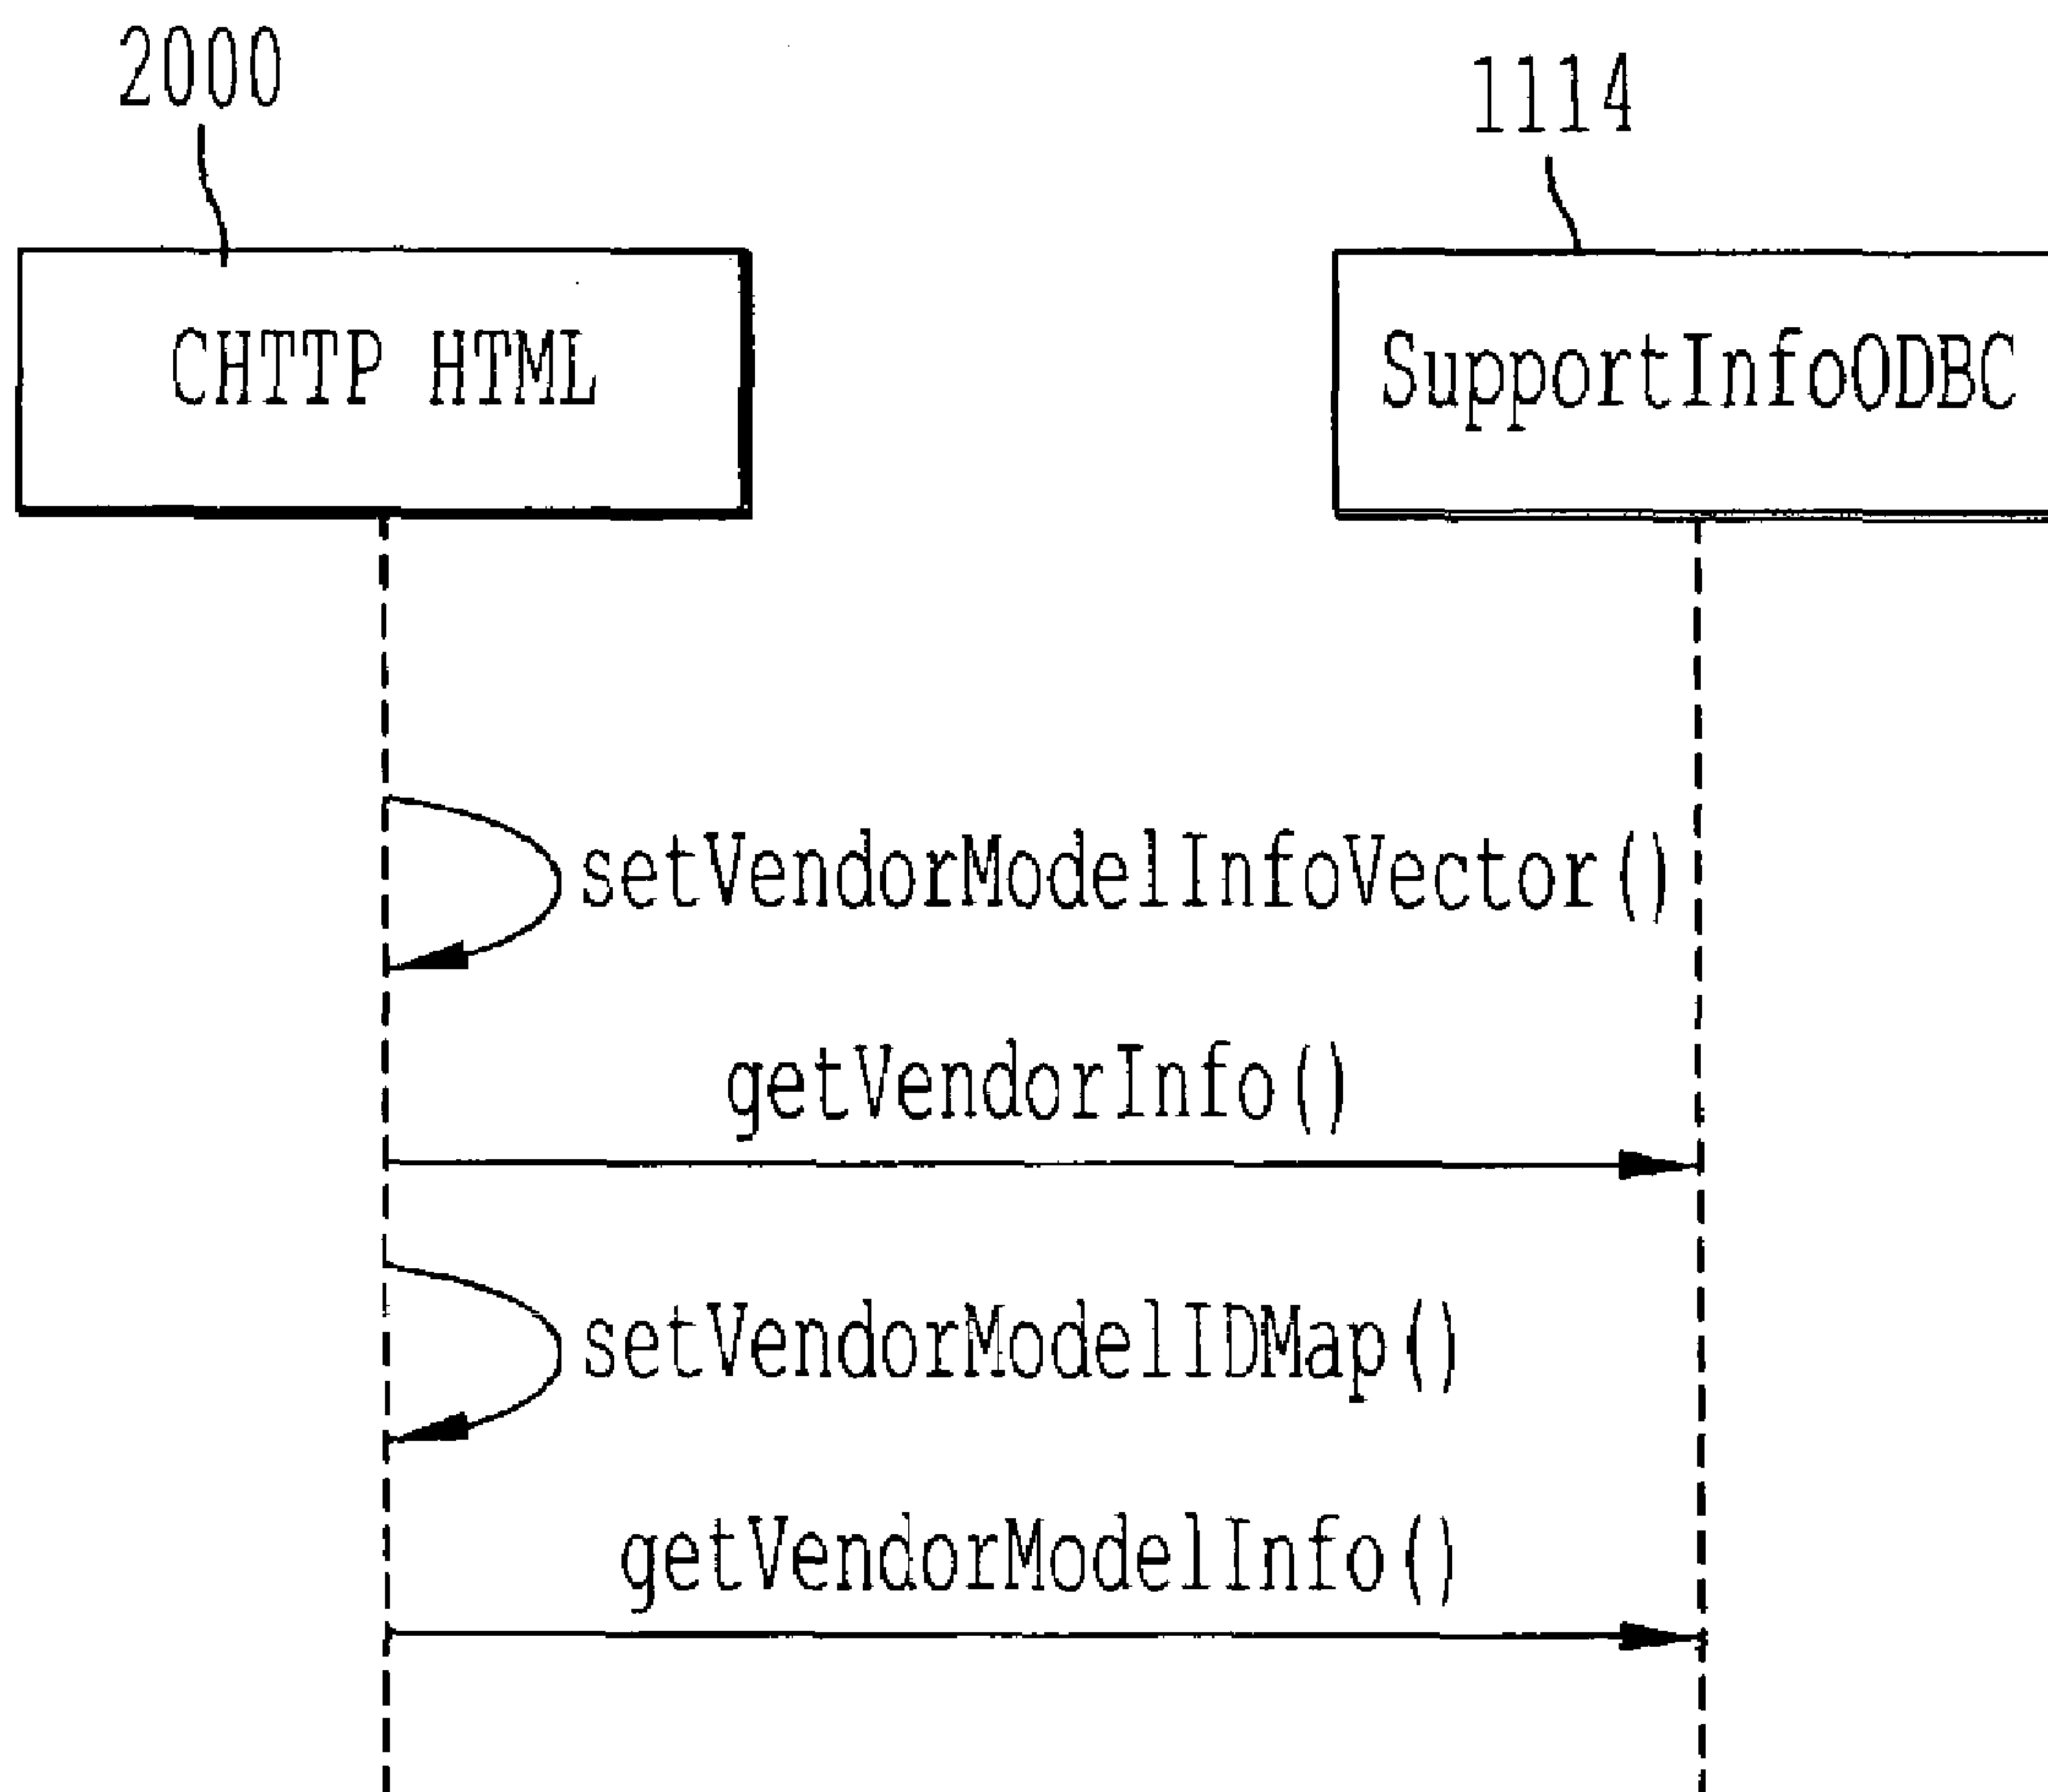 2000
1114
CHTTP HTML
SupportInfoODBC
setVendorModelInfoVector()
getVendorInfo()
setVendorModelIDMap()
getVendorModelInfo()